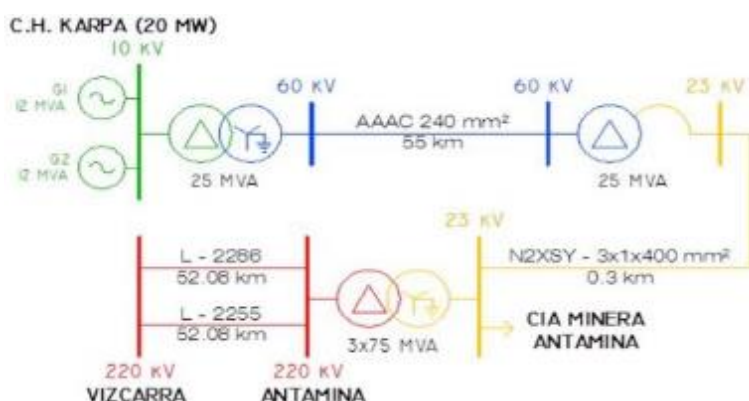 C.H. KARPA (20 MW)
10 KV
G1
12 MVA
G2
12 MVA
25 MVA
60 KV
AAAC 240 mm²
55 km
60 KV
25 MVA
23 KV
N2XSY - 3x1x400 mm²
0.3 km
23 KV
CIA MINERA
ANTAMINA
3x75 MVA
L - 2286
52.08 km
L - 2255
52.08 km
220 KV
VIZCARRA
220 KV
ANTAMINA